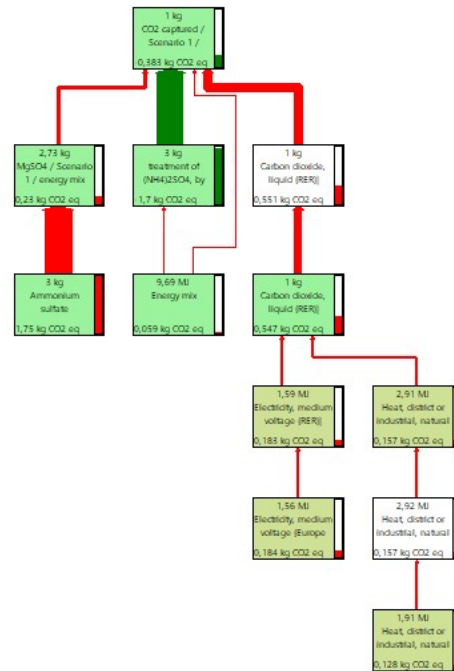 1 kg
CO2 captured /
Scenario 1 /
0,383 kg CO2 eq
2,73 kg
MgSO4 / Scenario
1 / energy mix
0,23 kg CO2 eq
3 kg
treatment of
(NH4)2SO4, by
1,7 kg CO2 eq
1 kg
Carbon dioxide,
liquid (RER)|
0,551 kg CO2 eq
3 kg
Ammonium
sulfate
1,75 kg CO2 eq
9,69 MJ
Energy mix
0,059 kg CO2 eq
1 kg
Carbon dioxide,
liquid (RER)|
0,547 kg CO2 eq
1,59 MJ
Electricity, medium
voltage (RER)|
0,183 kg CO2 eq
2,91 MJ
Heat, district or
industrial, natural
0,157 kg CO2 eq
1,56 MJ
Electricity, medium
voltage (Europe
0,184 kg CO2 eq
2,92 MJ
Heat, district or
industrial, natural
0,157 kg CO2 eq
1,91 MJ
Heat, district or
industrial, natural
0,128 kg CO2 eq